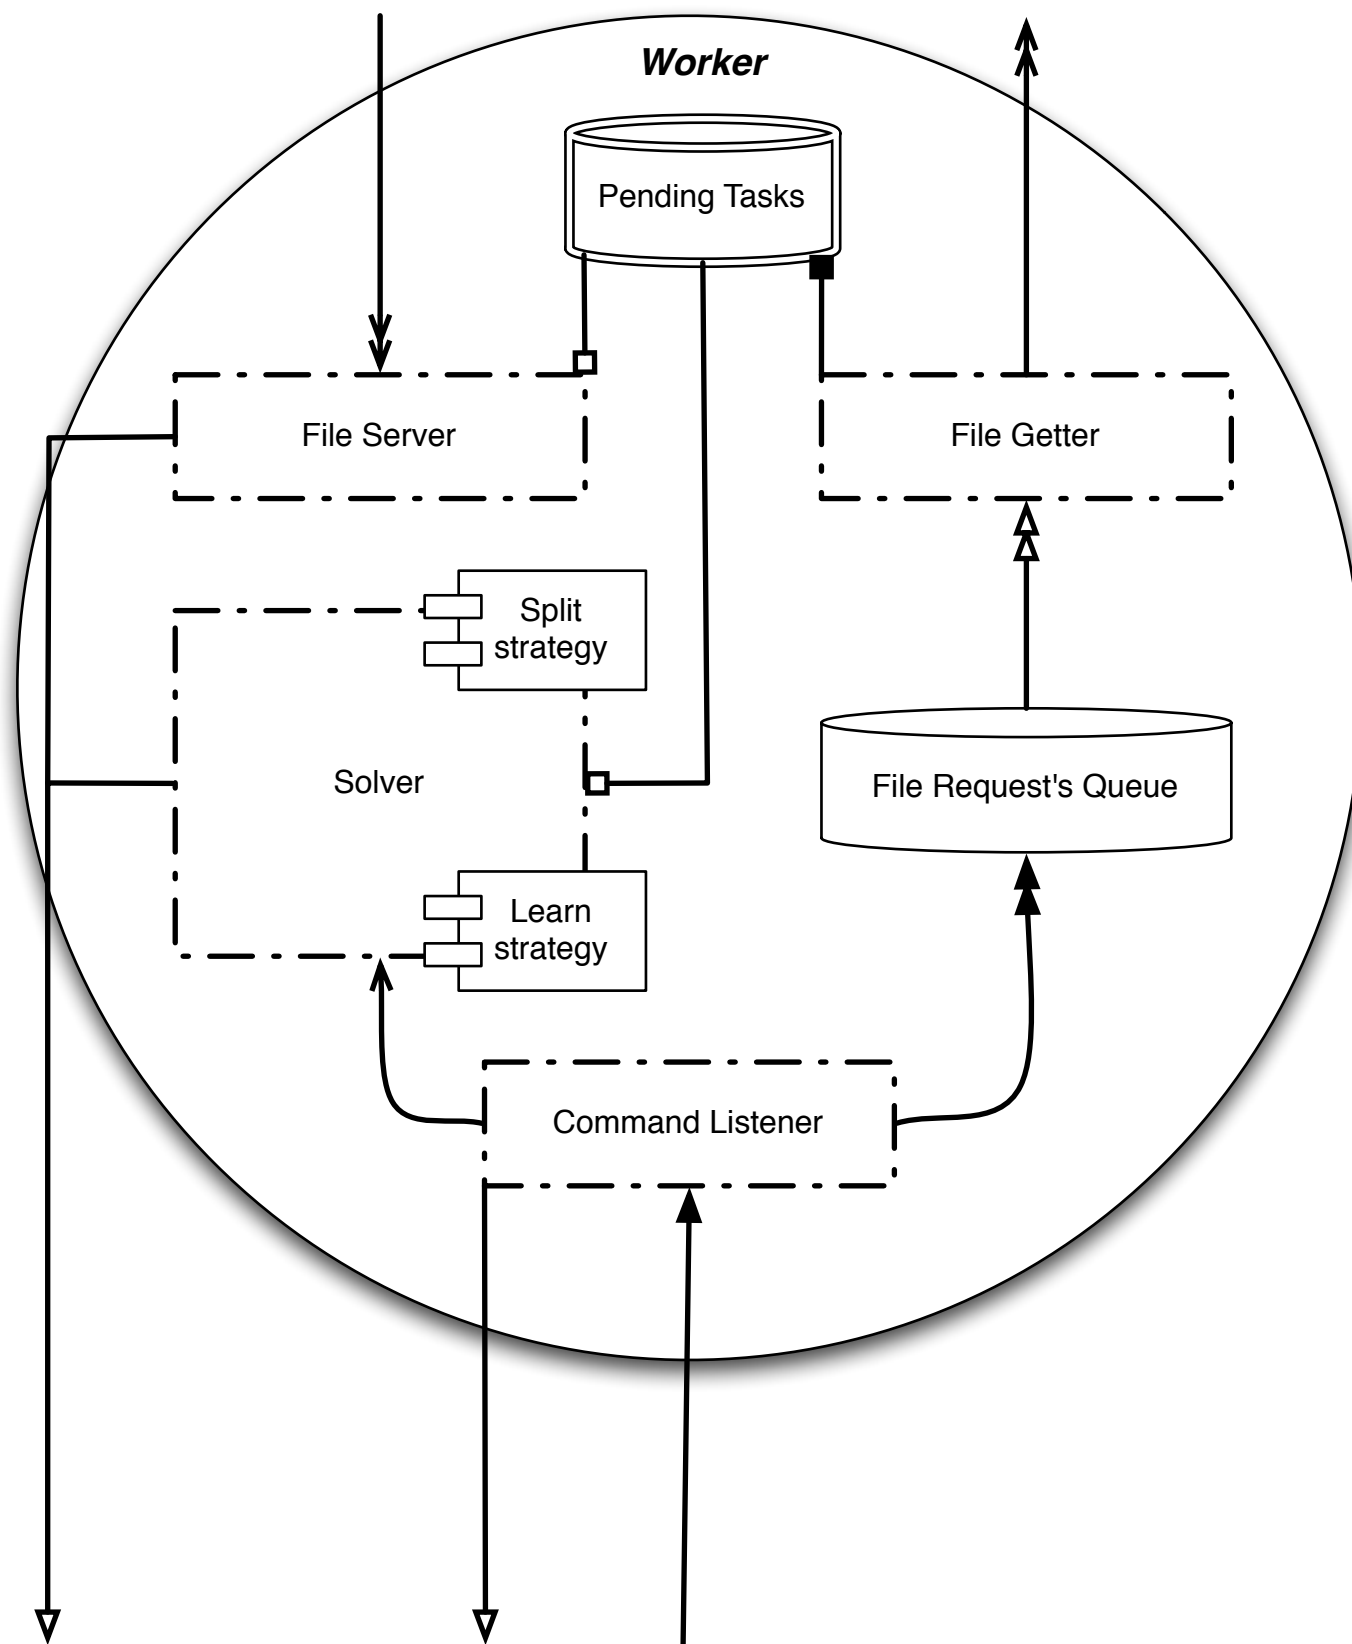 Worker
Pending Tasks
File Server
File Getter
Split
strategy
Solver
File Request's Queue
Learn
strategy
Command Listener